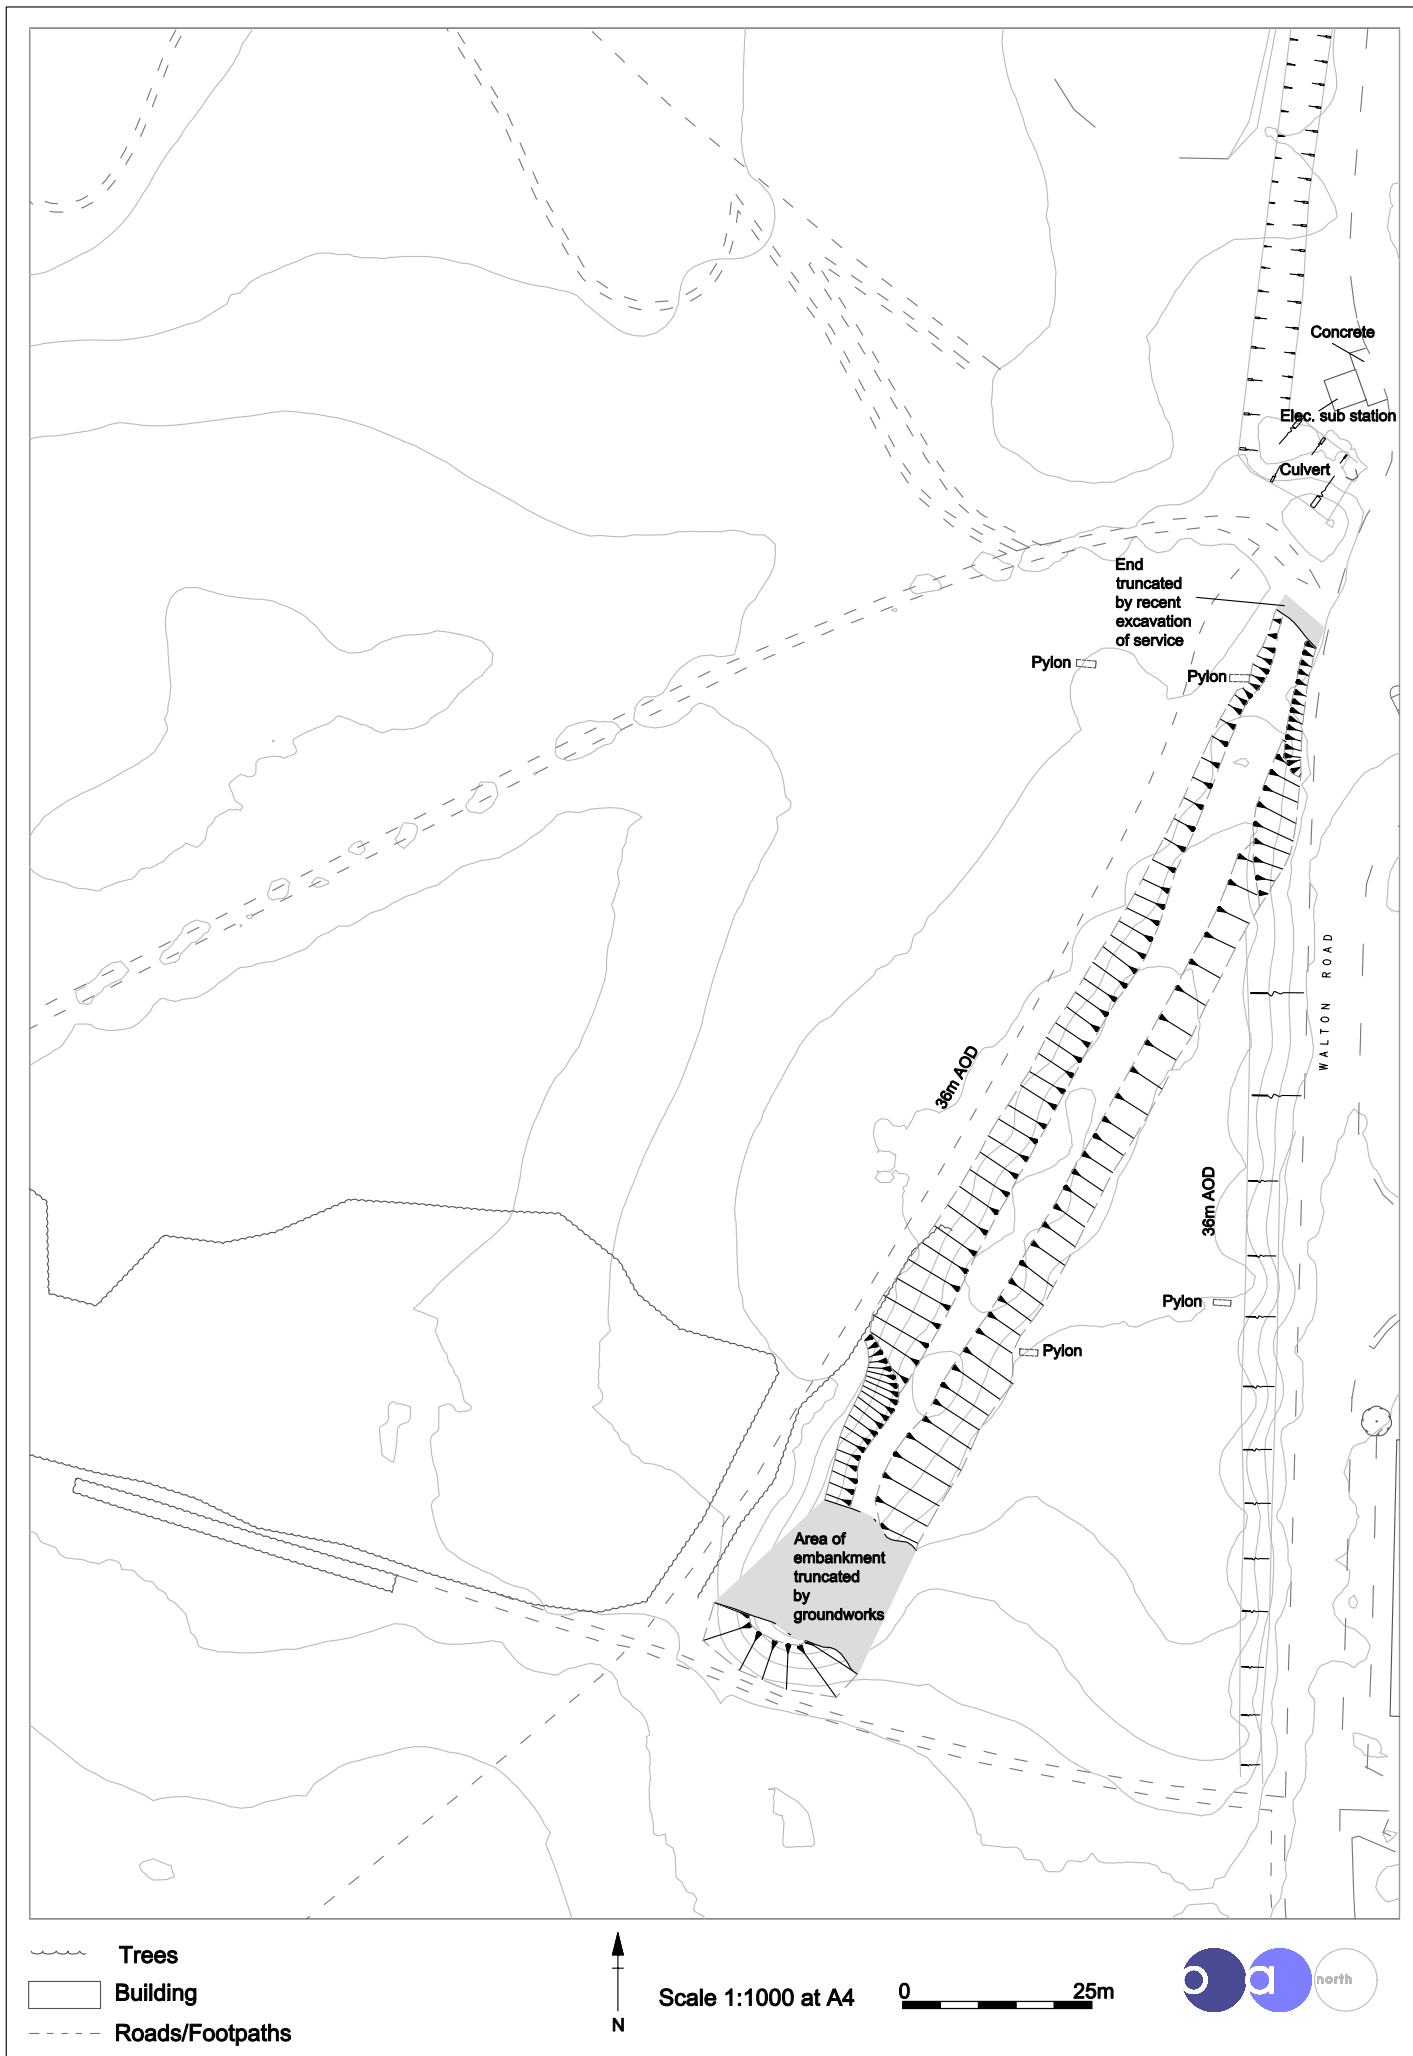 Concrete
Elec. sub station
Culvert
End
truncated
by recent
excavation
of service
Pylon
Pylon
WALTON ROAD
36m AOD
36m AOD
Pylon
Pylon
Area of
embankment
truncated
by
groundworks
Trees
Building
Roads/Footpaths
N
Scale 1:1000 at A4
0 25m
oa north